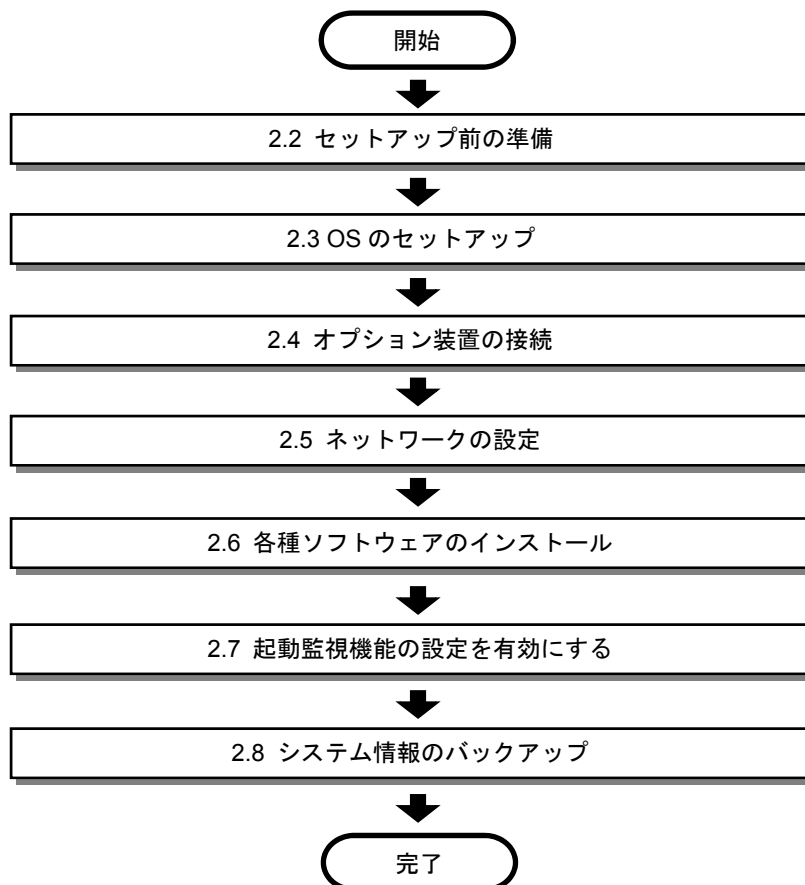 開始
2.2 セットアップ前の準備
2.3 OS のセットアップ
2.4 オプション装置の接続
2.5 ネットワークの設定
2.6 各種ソフトウェアのインストール
2.7 起動監視機能の設定を有効にする
2.8 システム情報のバックアップ
完了